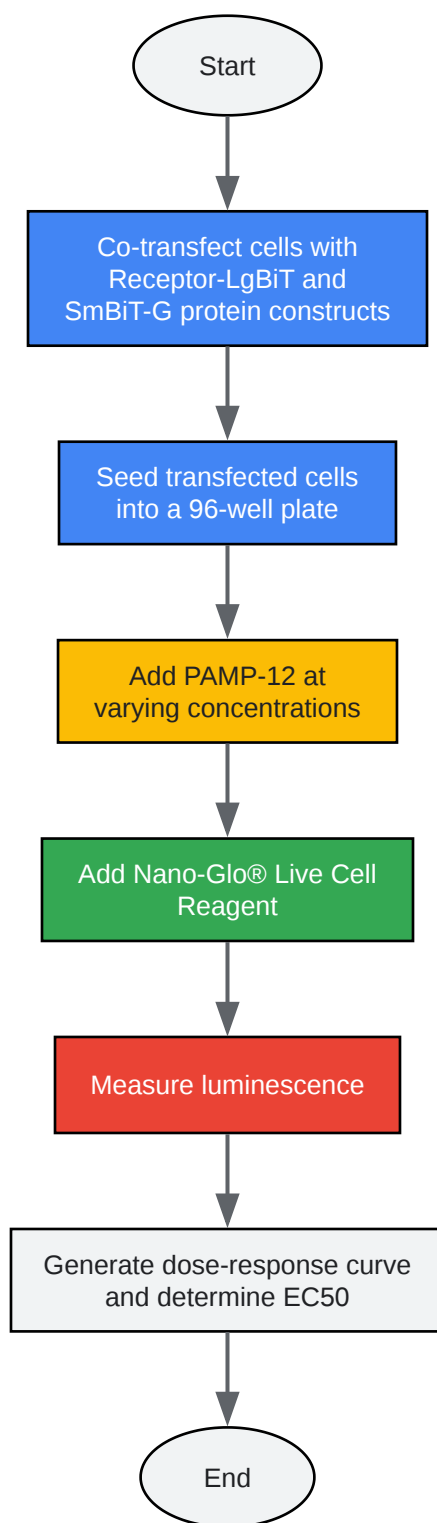 Start
Co-transfect cells with
Receptor-LgBiT and
SmBiT-G protein constructs
Seed transfected cells
into a 96-well plate
Add PAMP-12 at
varying concentrations
Add Nano-Glo® Live Cell
Reagent
Measure luminescence
Generate dose-response curve
and determine EC50
End